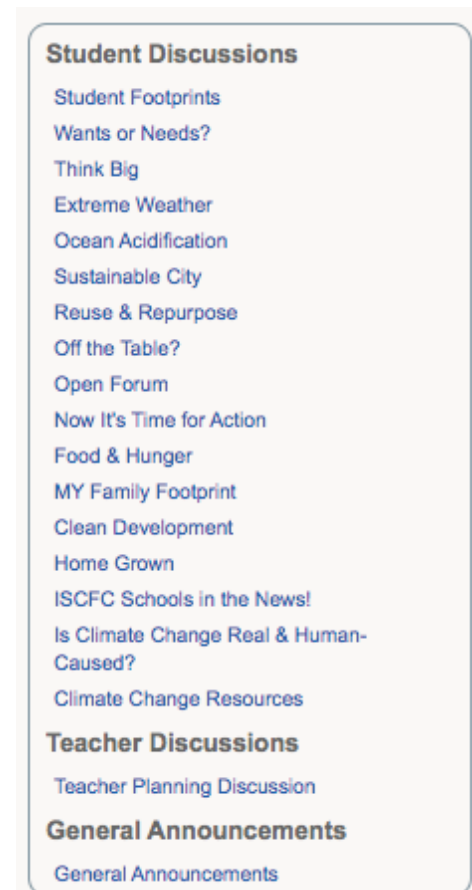 Student Discussions
Student Footprints
Wants or Needs?
Think Big
Extreme Weather
Ocean Acidification
Sustainable City
Reuse & Repurpose
Off the Table?
Open Forum
Now It's Time for Action
Food & Hunger
MY Family Footprint
Clean Development
Home Grown
ISCFC Schools in the News!
Is Climate Change Real & Human-
Caused?
Climate Change Resources
Teacher Discussions
Teacher Planning Discussion
General Announcements
General Announcements